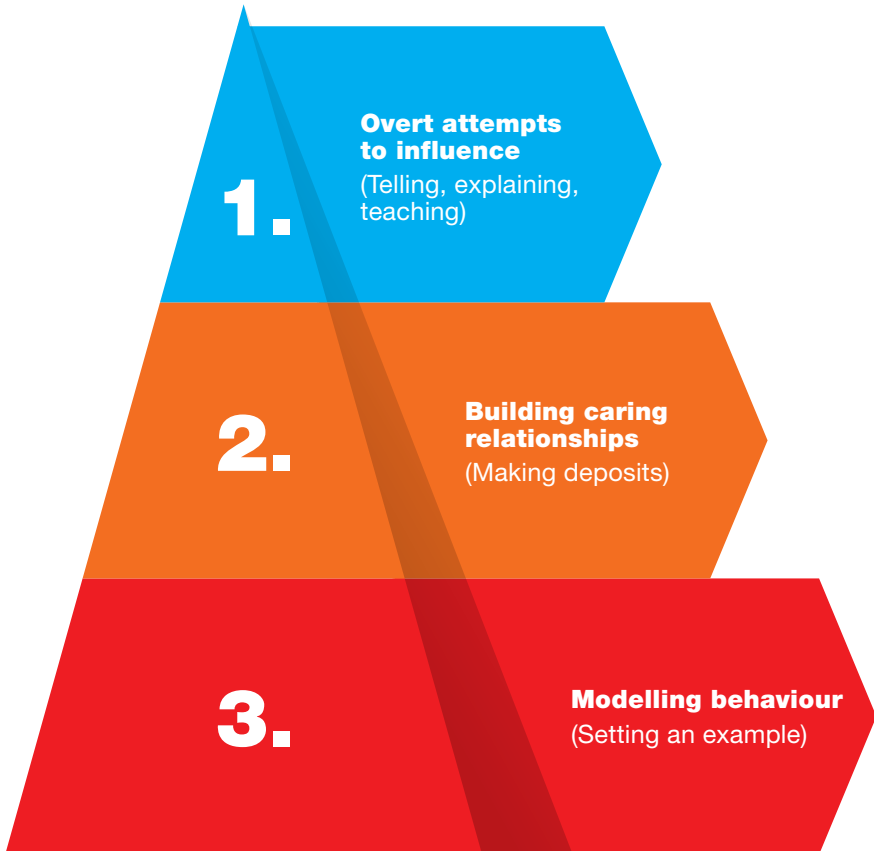 1.
Overt attempts
to influence
(Telling, explaining,
teaching)
2.
Building caring
relationships
(Making deposits)
3.
Modelling behaviour
(Setting an example)